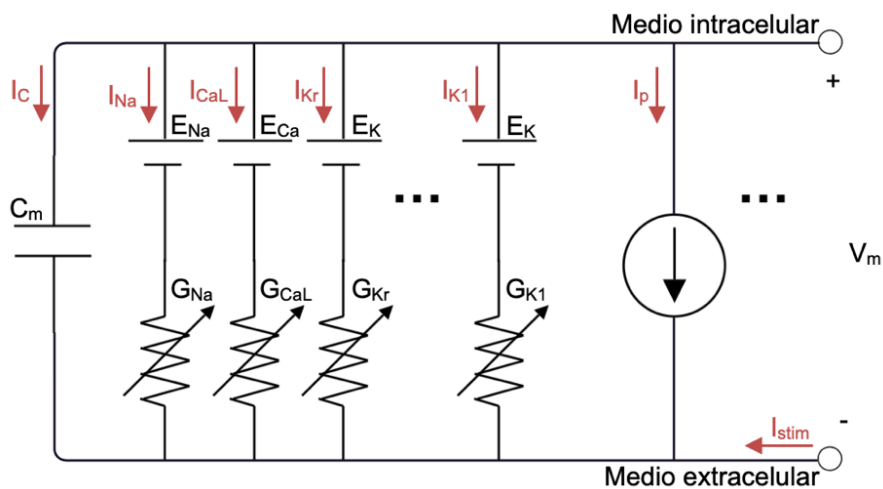 Medio intracelular
I_C
I_Na
I_CaL
I_Kr
I_K1
I_p
+
E_Na
E_Ca
E_K
...
E_K
...
C_m
V_m
G_Na
G_CaL
G_Kr
G_K1
I_stim
-
Medio extracelular